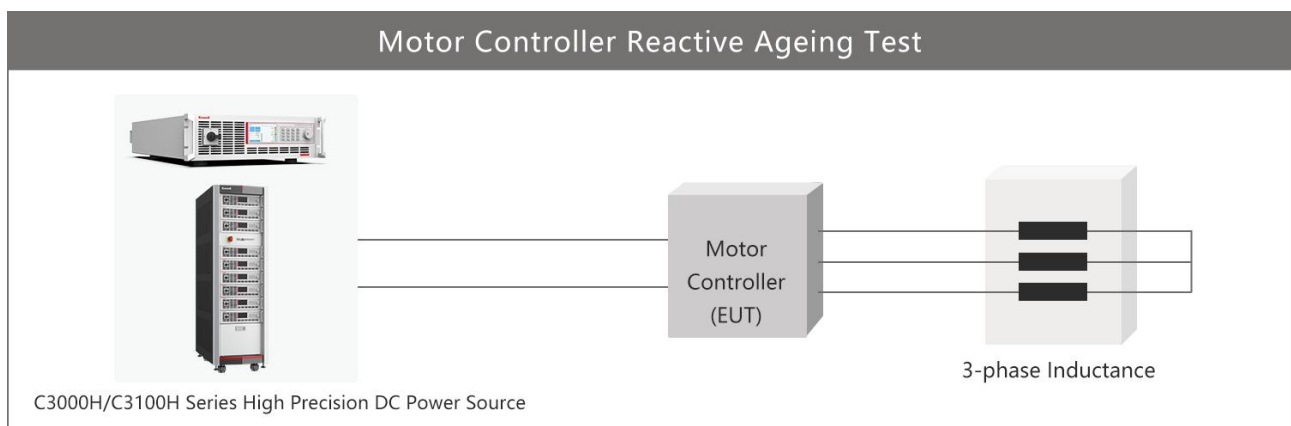 Motor Controller Reactive Ageing Test
Motor
Controller
(EUT)
3-phase Inductance
C3000H/C3100H Series High Precision DC Power Source